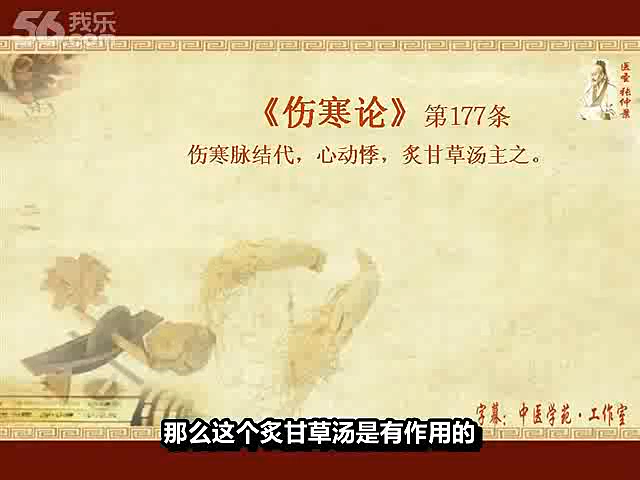 56我乐
.com
医圣张仲景
《伤寒论》第177条
伤寒脉结代，心动悸，炙甘草汤主之。
字幕：中医学苑·工作室
那么这个炙甘草汤是有作用的